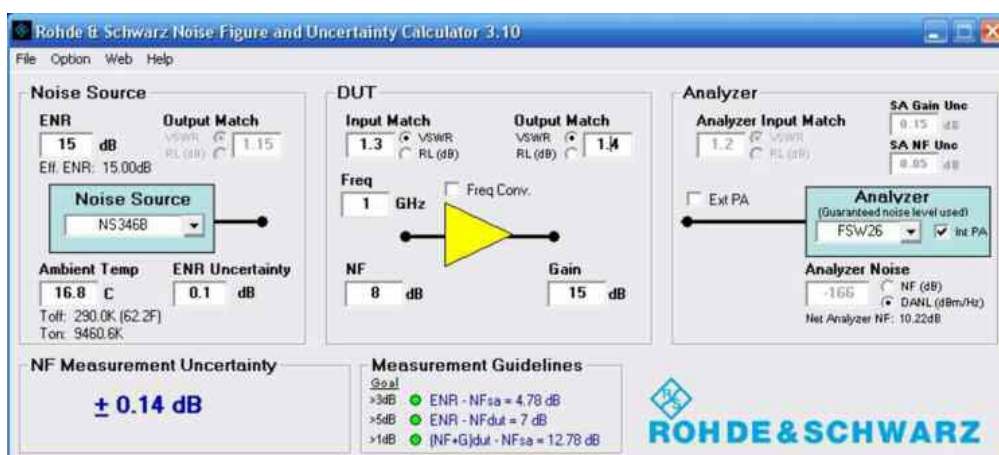 Rohde & Schwarz Noise Figure and Uncertainty Calculator 3.10
File Option Web Help
Noise Source
ENR
15 dB
Eff. ENR: 15.00dB
Output Match
VSWR
RL (dB)
1.15
Noise Source
NS346B
Ambient Temp
16.8 C
ENR Uncertainty
0.1 dB
Toff: 290.0K (62.2F)
Ton: 9460.6K
DUT
Input Match
1.3
VSWR
RL (dB)
Output Match
VSWR
RL (dB)
1.4
Freq
1 GHz
Freq Conv.
NF
8 dB
Gain
15 dB
Analyzer
Analyzer Input Match
1.2
VSWR
RL (dB)
SA Gain Unc
0.15 dB
SA NF Unc
0.05 dB
Ext PA
Analyzer
(Guaranteed noise level used)
FSW26
Int PA
Analyzer Noise
-166
NF (dB)
DANL (dBm/Hz)
Net Analyzer NF: 10.22dB
NF Measurement Uncertainty
± 0.14 dB
Measurement Guidelines
Goal
>3dB ENR - NFsa = 4.78 dB
>5dB ENR - NFdut = 7 dB
>1dB (NF+G)dut - NFsa = 12.78 dB
R&S
ROHDE & SCHWARZ